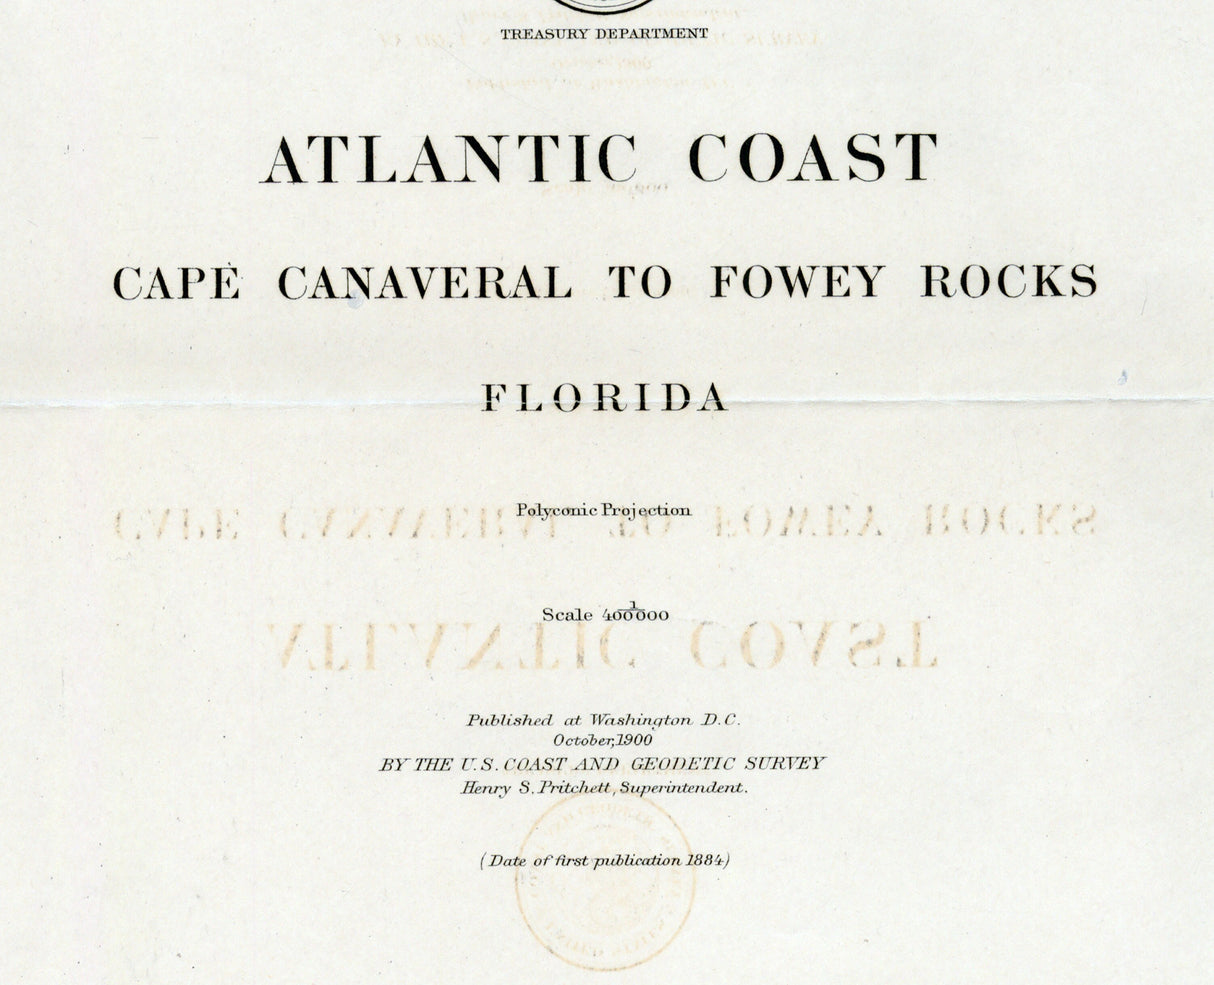 TREASURY DEPARTMENT
ATLANTIC COAST
CAPE CANAVERAL TO FOWEY ROCKS
FLORIDA
Polyconic Projection
Scale 1/400000
Published at Washington D.C.
October, 1900
BY THE U.S. COAST AND GEODETIC SURVEY
Henry S. Pritchett, Superintendent.
(Date of first publication 1884)